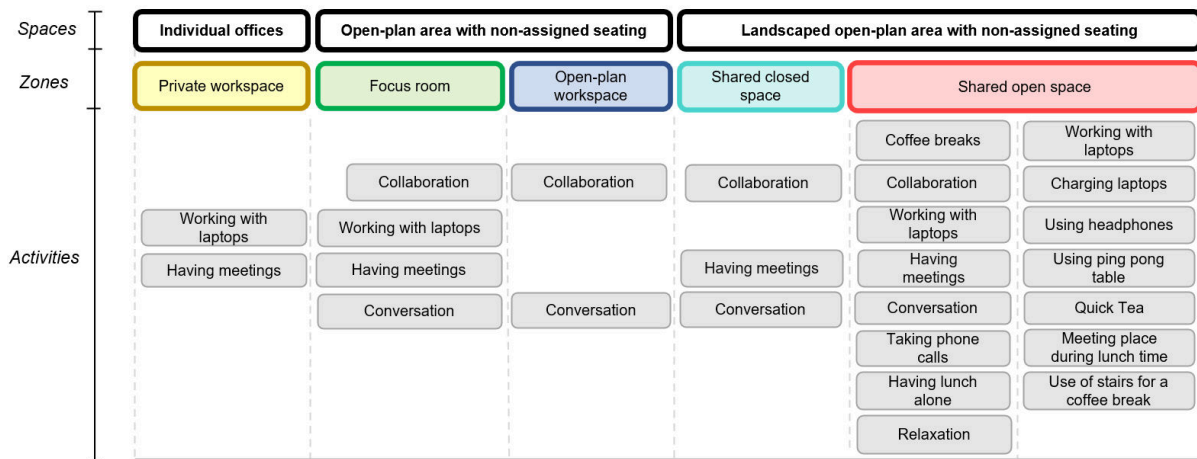 Spaces
Individual offices
Open-plan area with non-assigned seating
Landscaped open-plan area with non-assigned seating
Zones
Private workspace
Focus room
Open-plan
workspace
Shared closed
space
Shared open space
Activities
Coffee breaks
Working with
laptops
Collaboration
Collaboration
Collaboration
Collaboration
Charging laptops
Working with
laptops
Working with laptops
Working with
laptops
Using headphones
Having meetings
Having meetings
Having meetings
Having
meetings
Using ping pong
table
Conversation
Conversation
Conversation
Conversation
Quick Tea
Taking phone
calls
Meeting place
during lunch time
Having lunch
alone
Use of stairs for a
coffee break
Relaxation